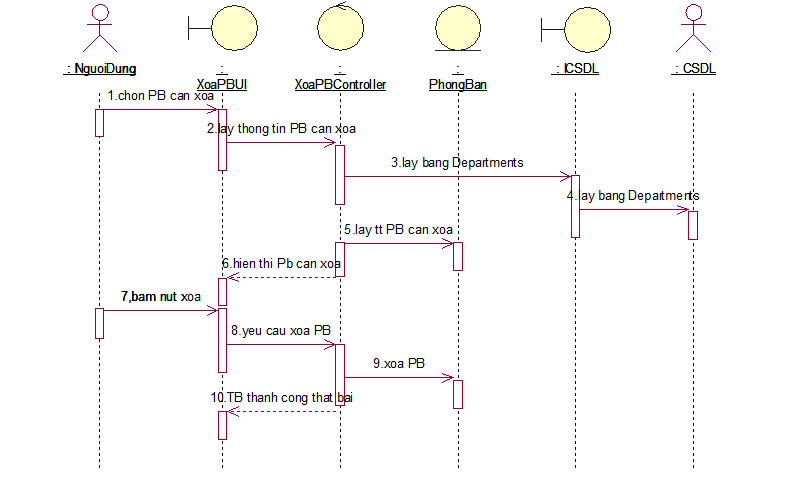 : NguoiDung
:
XoaPBUI
:
XoaPBController
:
PhongBan
: ICSDL
: CSDL
1.chon PB can xoa
2.lay thong tin PB can xoa
3.lay bang Departments
4.lay bang Departments
5.lay tt PB can xoa
6.hien thi Pb can xoa
7,bam nut xoa
8.yeu cau xoa PB
9.xoa PB
10.TB thanh cong that bai